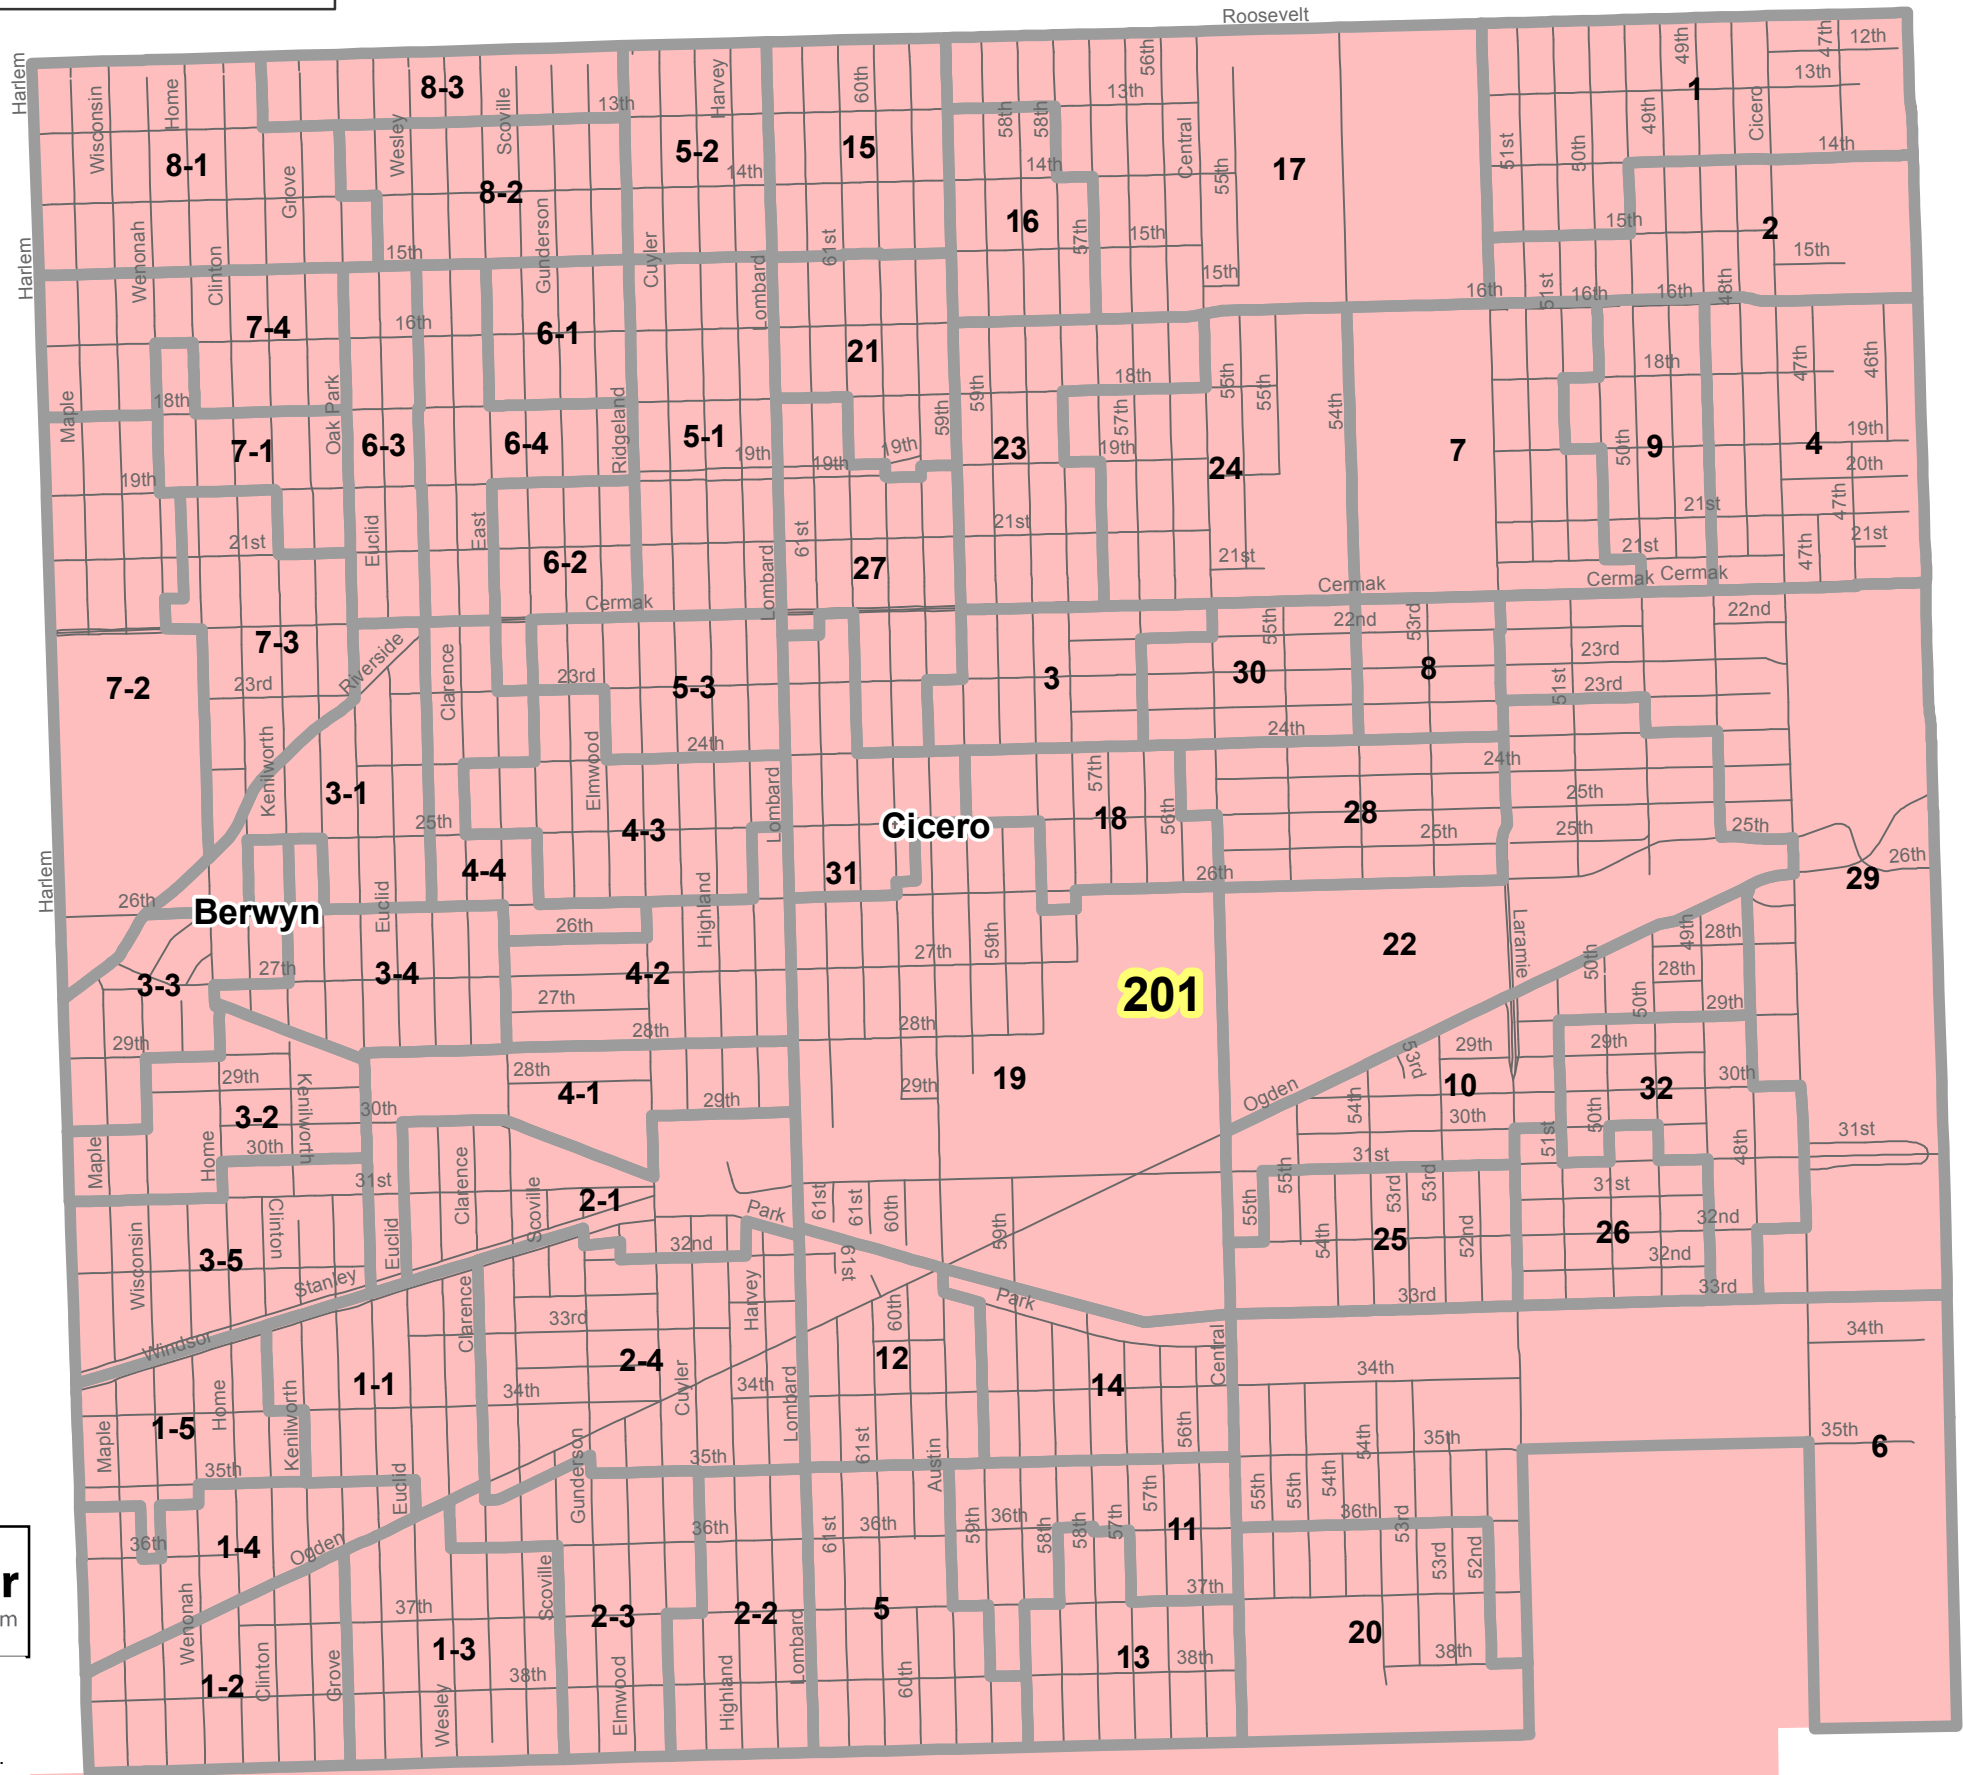 Roosevelt
Harlem
Wisconsin
Home
8-3
Scoville
13th
Harvey
60th
56th
13th
49th
47th
12th
13th
1
Wesley
8-1
Grove
8-2
5-2
14th
15
58th
58th
14th
Central
55th
17
51st
50th
49th
Cicero
14th
Harlem
Wenonah
Clinton
15th
Gunderson
Cuyler
Lombard
61st
16
57th
15th
15th
15th
2
15th
16th
51st
16th
16th
48th
7-4
16th
6-1
21
18th
Maple
18th
Oak Park
Ridgeland
59th
59th
57th
55th
55th
54th
18th
47th
46th
7-1
6-3
6-4
5-1
19th
19th
19th
23
19th
24
7
50th
9
4
19th
20th
19th
21st
Euclid
East
6-2
Lombard
61st
27
21st
21st
21st
21st
47th
47th
21st
Cermak
Cermak
Cermak
Cermak
7-3
Riverside
7-2
23rd
Clarence
23rd
5-3
3
55th
22nd
53rd
30
8
22nd
23rd
51st
23rd
Kenilworth
3-1
24th
Elmwood
Lombard
24th
57th
24th
25th
4-3
Cicero
18
56th
28
25th
25th
25th
25th
Harlem
4-4
31
26th
26th
29
26th
Berwyn
Euclid
26th
Highland
27th
59th
22
Laramie
50th
49th
28th
28th
3-3
27th
3-4
4-2
27th
201
50th
29th
29th
28th
28th
53rd
29th
29th
29th
Kenilworth
28th
4-1
29th
29th
19
Ogden
54th
10
32
30th
3-2
30th
30th
30th
50th
51st
48th
31st
Maple
Home
31st
Clarence
Scoville
2-1
Park
61st
61st
60th
59th
55th
55th
31st
53rd
53rd
31st
Wisconsin
Clinton
3-5
Euclid
32nd
61st
54th
25
52nd
26
32nd
32nd
Stanley
Windsor
Clarence
33rd
Harvey
60th
Park
33rd
33rd
34th
1-1
2-4
Cuyler
34th
34th
12
14
Central
34th
Lombard
Maple
1-5
Home
Kenilworth
35th
Euclid
Gunderson
35th
61st
Austin
56th
54th
35th
35th
6
55th
55th
54th
57th
36th
1-4
Ogden
36th
61st
36th
59th
36th
58th
58th
57th
11
36th
53rd
53rd
52nd
r
m
Wenonah
37th
Scoville
2-3
2-2
Lombard
5
37th
20
1-2
Clinton
Grove
1-3
Wesley
38th
Elmwood
Highland
60th
13
38th
38th